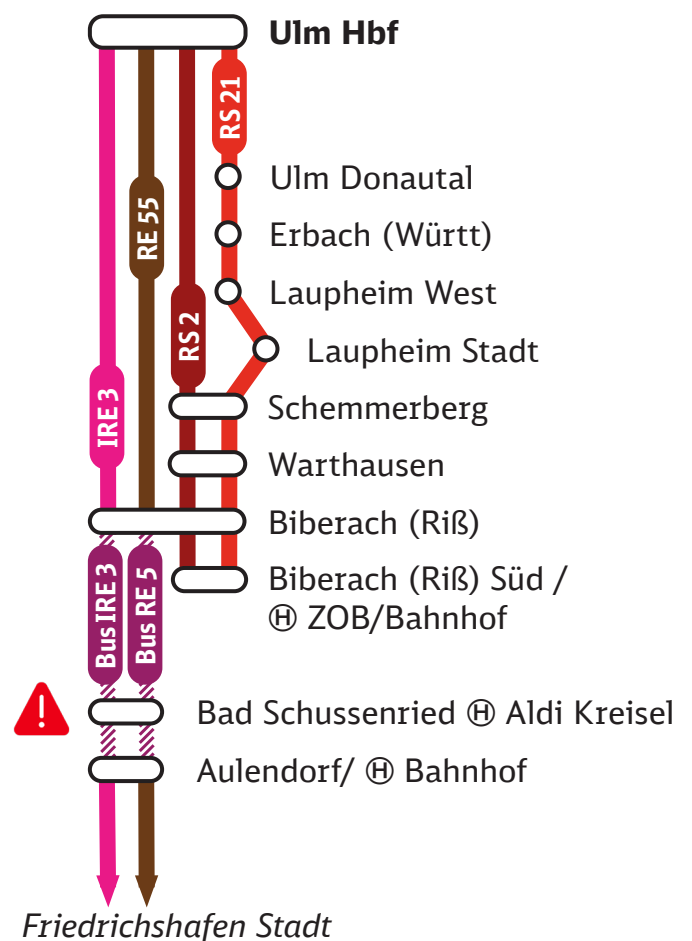 Ulm Hbf
RS 21
Ulm Donautal
RE 55
Erbach (Württ)
Laupheim West
RS 2
Laupheim Stadt
IRE 3
Schemmerberg
Warthausen
Biberach (Riß)
Bus IRE 3
Bus RE 5
Biberach (Riß) Süd /
Ⓗ ZOB/Bahnhof
!
Bad Schussenried Ⓗ Aldi Kreisel
Aulendorf/ Ⓗ Bahnhof
Friedrichshafen Stadt